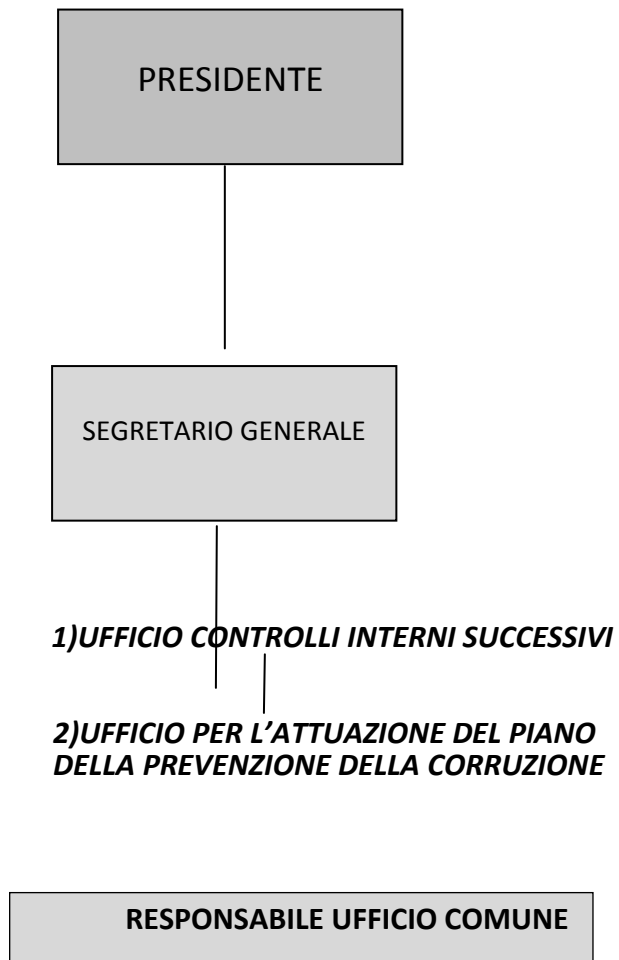 PRESIDENTE
SEGRETARIO GENERALE
1)UFFICIO CONTROLLI INTERNI SUCCESSIVI
2)UFFICIO PER L’ATTUAZIONE DEL PIANO
DELLA PREVENZIONE DELLA CORRUZIONE
RESPONSABILE UFFICIO COMUNE